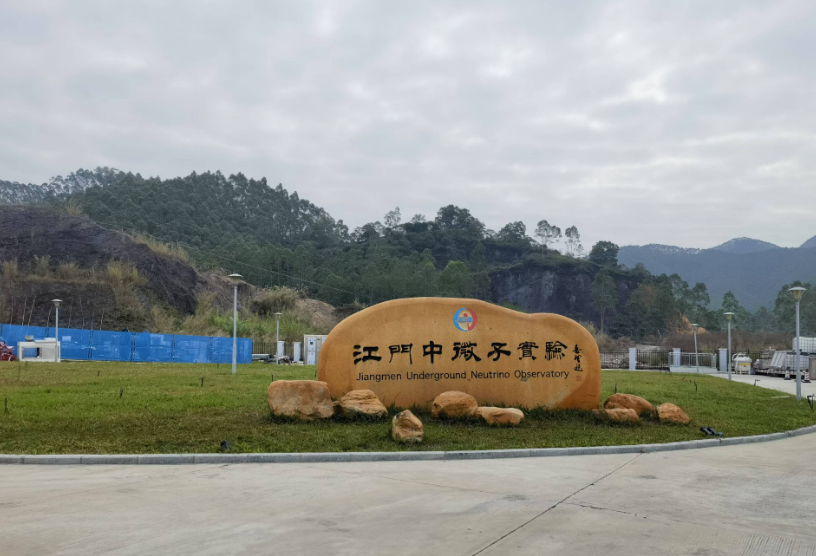 江門中微子實驗
Jiangmen Underground Neutrino Observatory